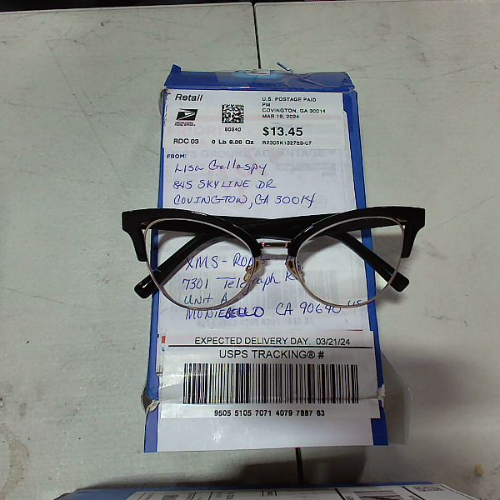 Retail
U.S. POSTAGE PAID
PM
COVINGTON, GA 30014
MAR 18, 2024
90640
$13.45
RDC 03 0 Lb 6.00 Oz
FROM:
Lisa Gallaspy
845 SKYLINE DR
COVINGTON, GA 30014
XMS-
7301 Telegraph
Unit A
MONTEBELLO CA 90640
EXPECTED DELIVERY DAY: 03/21/24
USPS TRACKING® #
9505 5105 7071 4079 7887 63